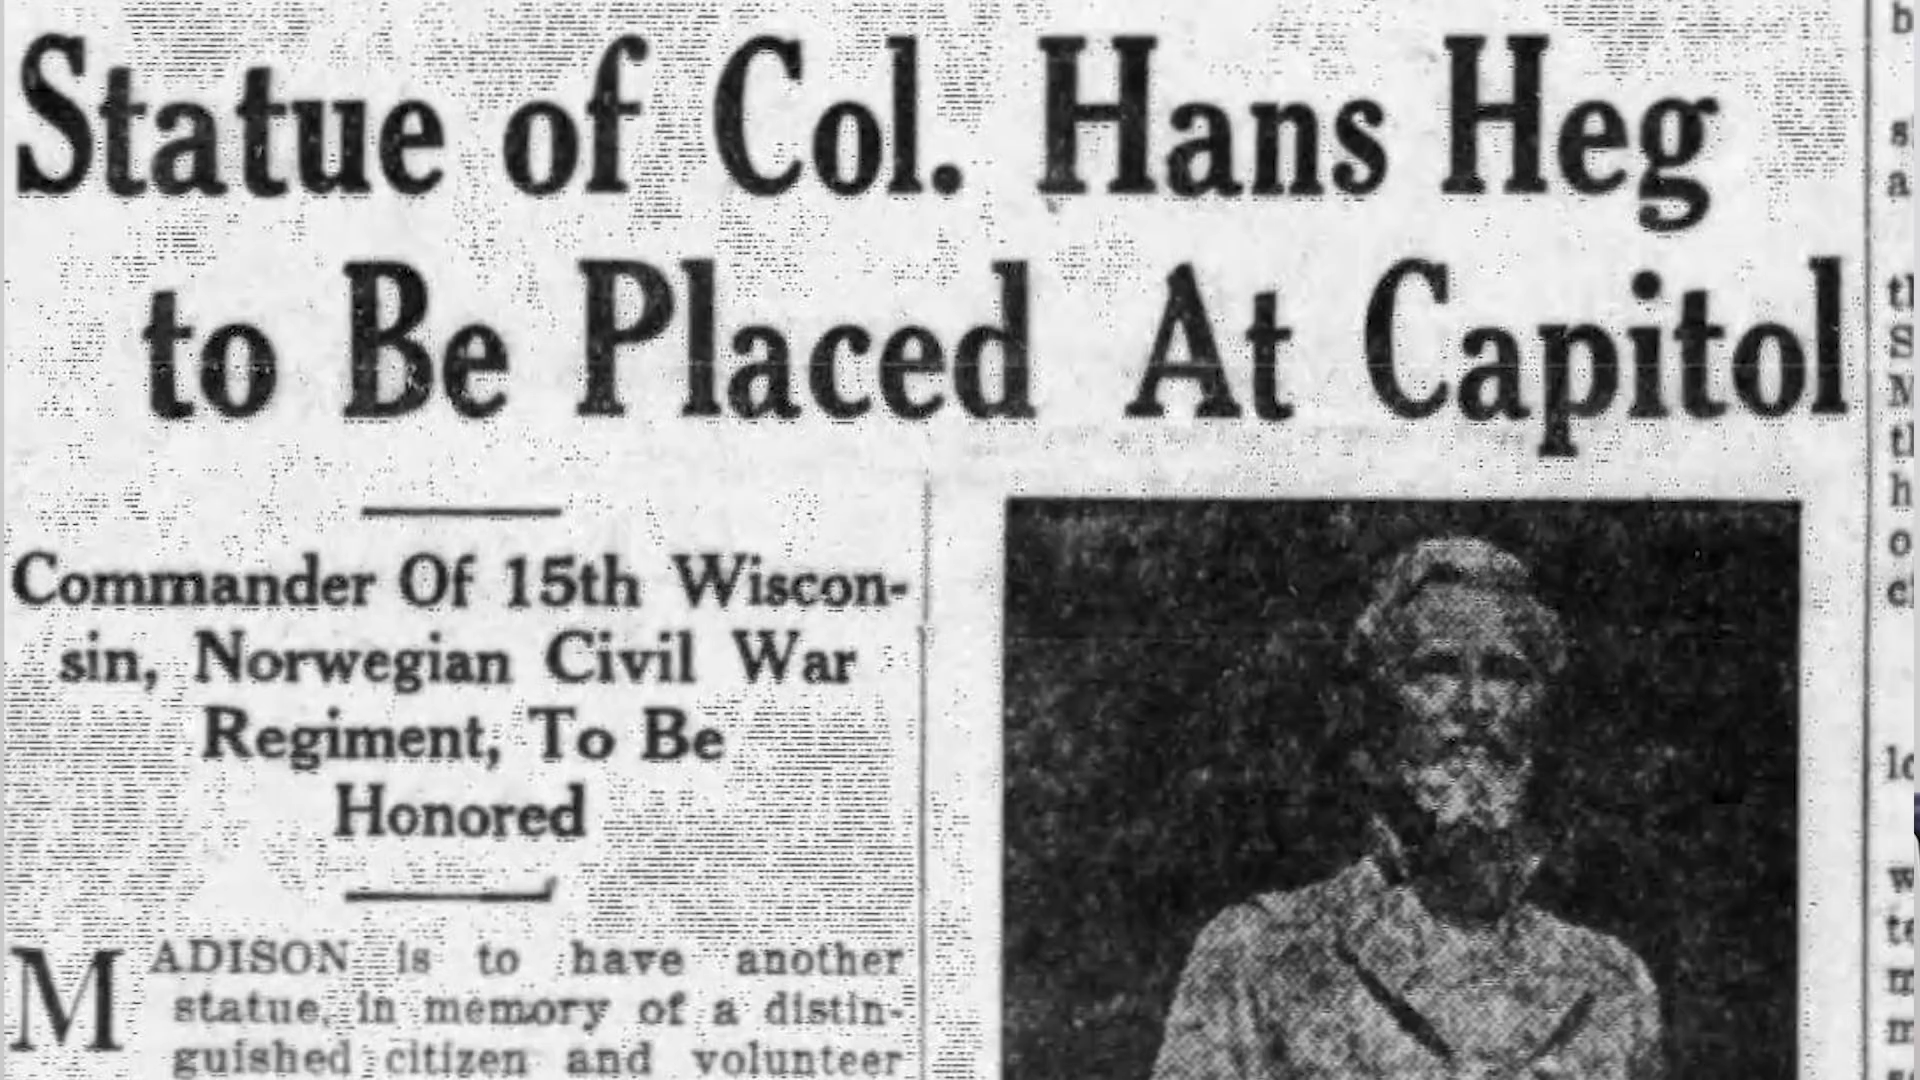 Statue of Col. Hans Heg
to Be Placed At Capitol
Commander Of 15th Wiscon-
sin, Norwegian Civil War
Regiment, To Be
Honored
MADISON is to have another
statue, in memory of a distin-
guished citizen and volunteer